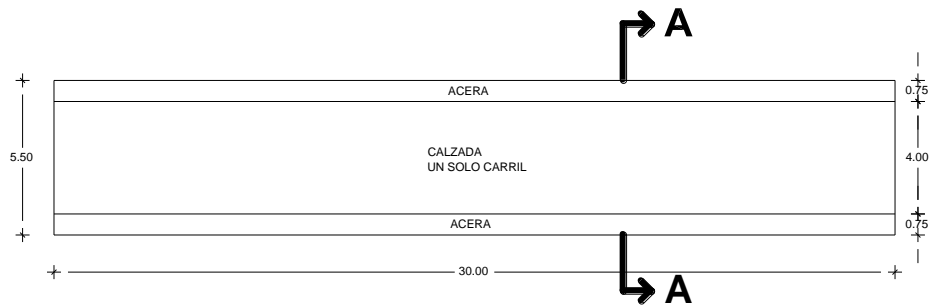 A
ACERA
0.75
5.50
CALZADA
UN SOLO CARRIL
4.00
ACERA
0.75
30.00
A